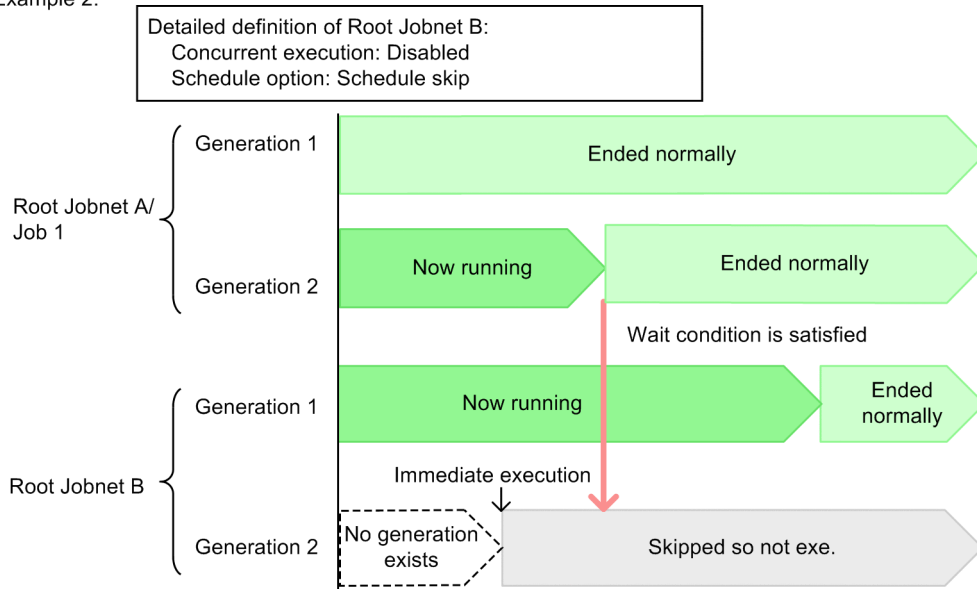 Example 2:
Detailed definition of Root Jobnet B:
Concurrent execution: Disabled
Schedule option: Schedule skip
Generation 1
Ended normally
Root Jobnet A/
Job 1
Now running
Ended normally
Generation 2
Wait condition is satisfied
Generation 1
Now running
Ended
normally
Immediate execution
Root Jobnet B
Generation 2
No generation
exists
Skipped so not exe.